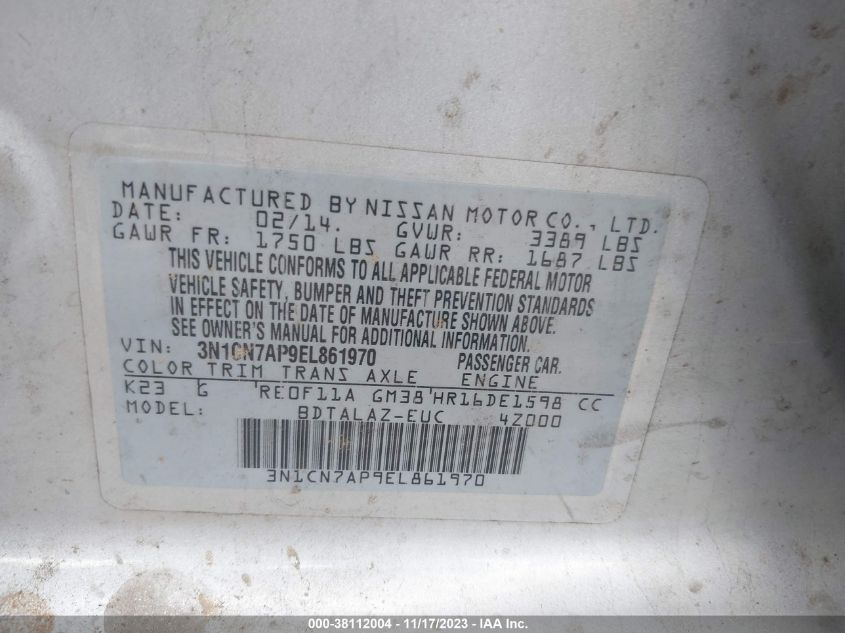 MANUFACTURED BY NISSAN MOTOR CO., LTD.
DATE: 02/14. GVWR: 3389 LBS
GAWR FR: 1750 LBS GAWR RR: 1687 LBS
THIS VEHICLE CONFORMS TO ALL APPLICABLE FEDERAL MOTOR
VEHICLE SAFETY, BUMPER AND THEFT PREVENTION STANDARDS
IN EFFECT ON THE DATE OF MANUFACTURE SHOWN ABOVE.
SEE OWNER'S MANUAL FOR ADDITIONAL INFORMATION.
VIN: 3N1CN7AP9EL861970 PASSENGER CAR.
COLOR TRIM TRANS AXLE ENGINE
K23 G 'RE0F11A GM38'HR16DE1598 CC
MODEL: BDTALAZ-EUC 4Z000
3N1CN7AP9EL861970
000-38112004 - 11/17/2023 - IAA Inc.